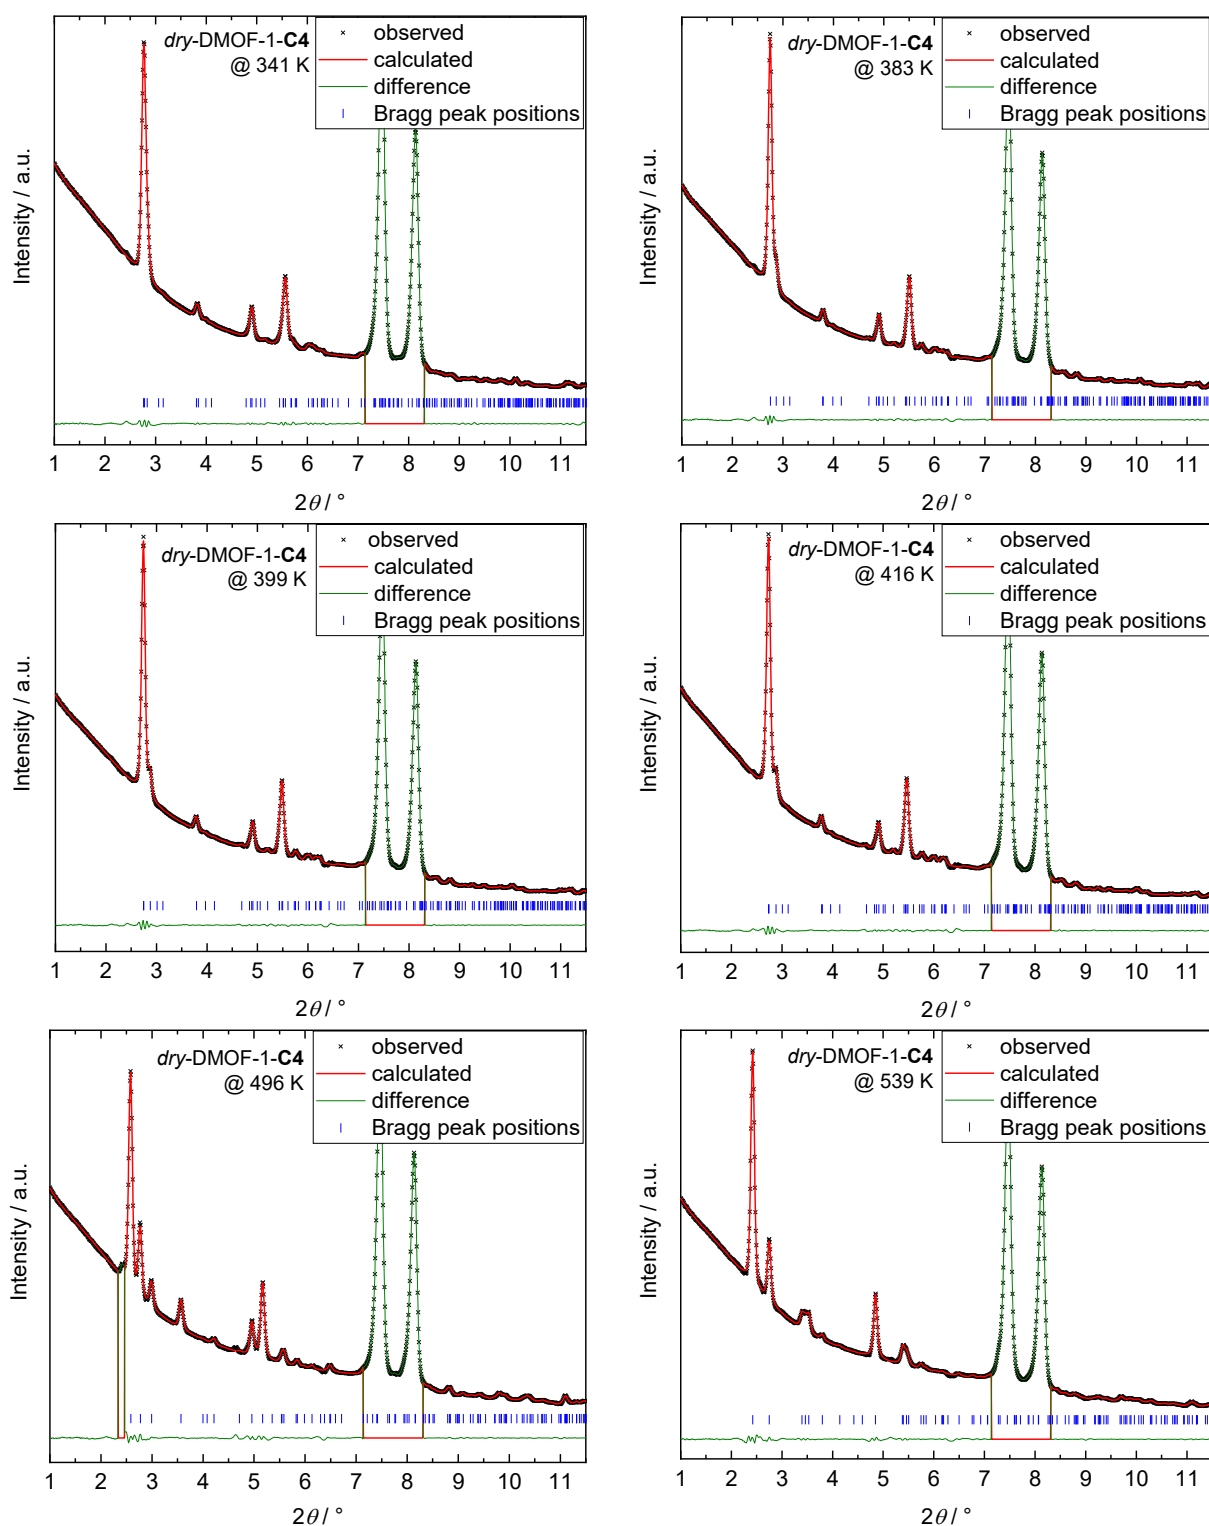 dry-DMOF-1-C4
@ 341 K
observed
calculated
difference
Bragg peak positions
Intensity / a.u.
1 2 3 4 5 6 7 8 9 10 11
2θ / °
dry-DMOF-1-C4
@ 383 K
observed
calculated
difference
Bragg peak positions
Intensity / a.u.
1 2 3 4 5 6 7 8 9 10 11
2θ / °
dry-DMOF-1-C4
@ 399 K
observed
calculated
difference
Bragg peak positions
Intensity / a.u.
1 2 3 4 5 6 7 8 9 10 11
2θ / °
dry-DMOF-1-C4
@ 416 K
observed
calculated
difference
Bragg peak positions
Intensity / a.u.
1 2 3 4 5 6 7 8 9 10 11
2θ / °
dry-DMOF-1-C4
@ 496 K
observed
calculated
difference
Bragg peak positions
Intensity / a.u.
1 2 3 4 5 6 7 8 9 10 11
2θ / °
dry-DMOF-1-C4
@ 539 K
observed
calculated
difference
Bragg peak positions
Intensity / a.u.
1 2 3 4 5 6 7 8 9 10 11
2θ / °